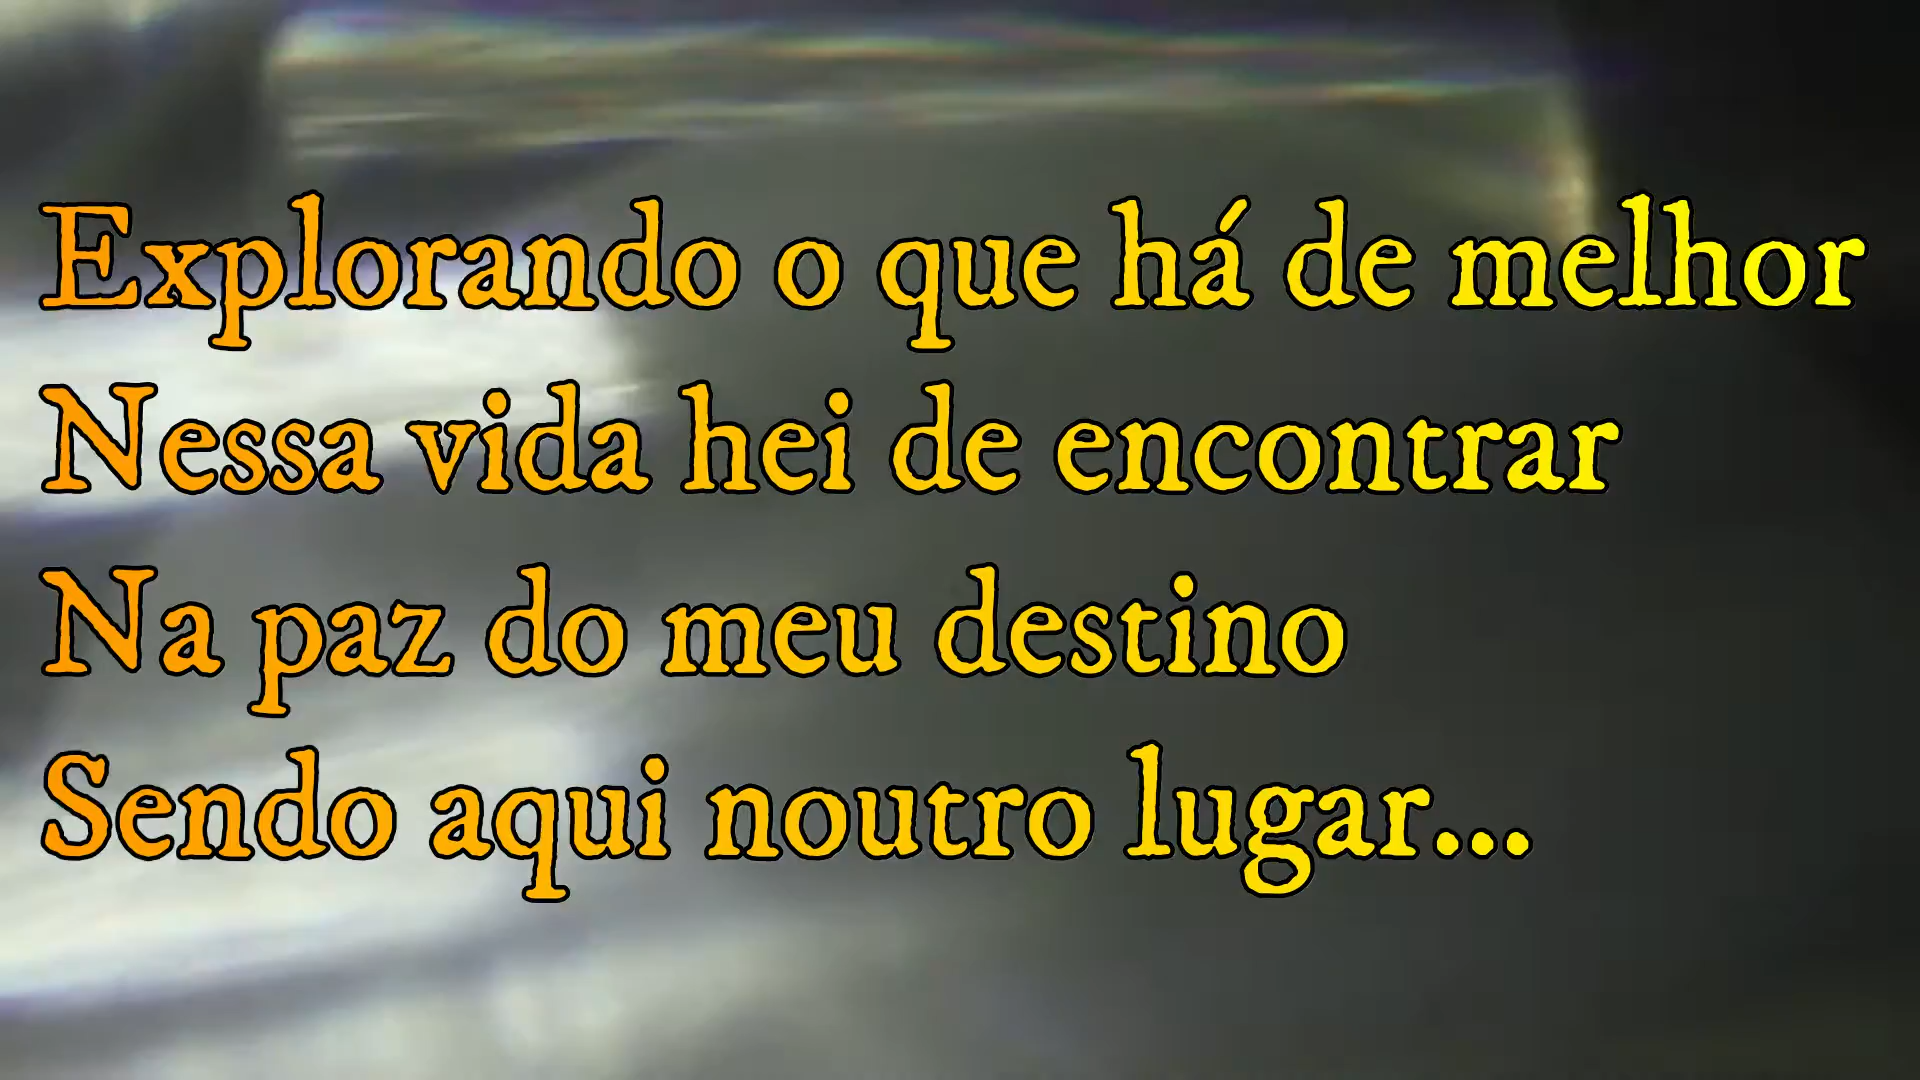 Explorando o que há de melhor
Nessa vida hei de encontrar
Na paz do meu destino
Sendo aqui noutro lugar...